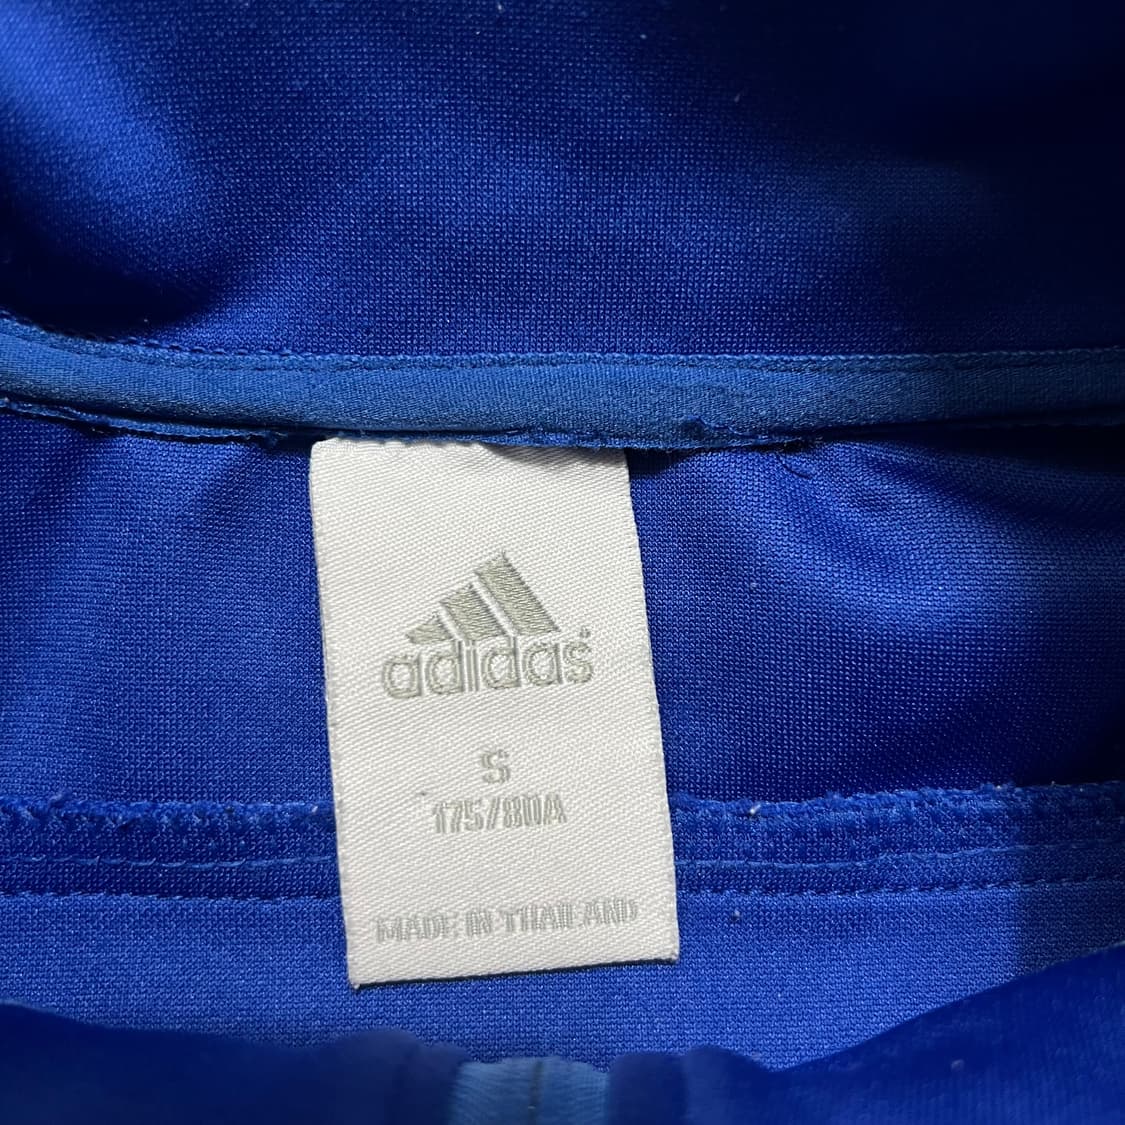 adidas
S
175/80A
MADE IN THAILAND